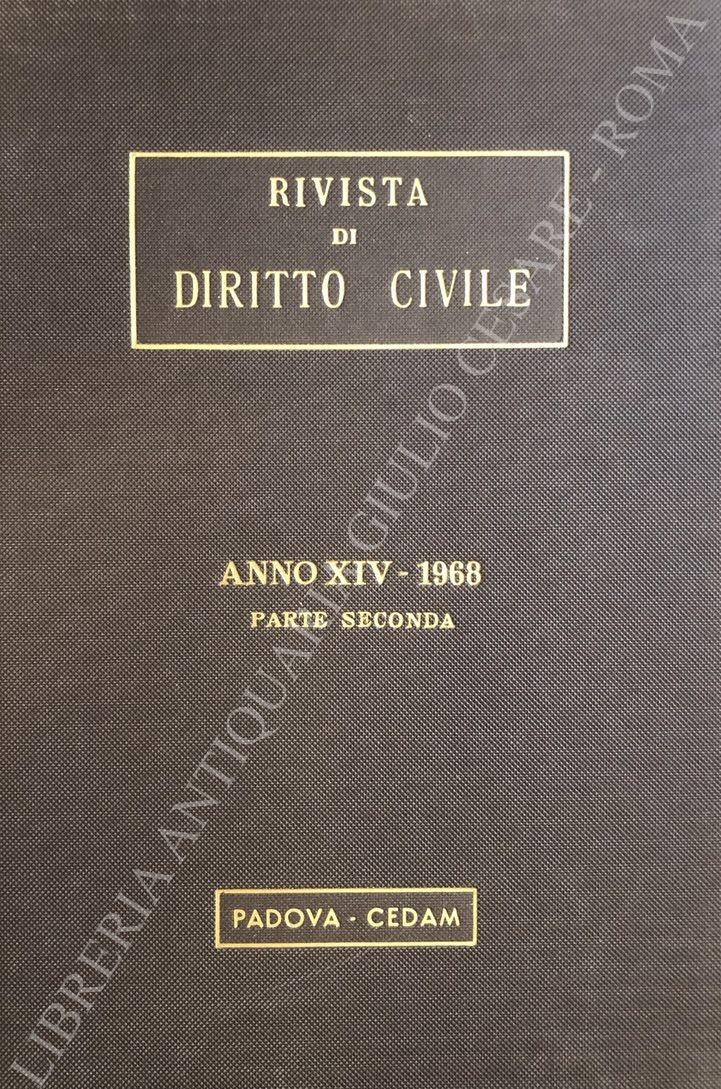 RIVISTA
DI
DIRITTO CIVILE
ANNO XIV - 1968
PARTE SECONDA
PADOVA - CEDAM
LIBRERIA ANTIQUARIA GIULIO CESARE - ROMA